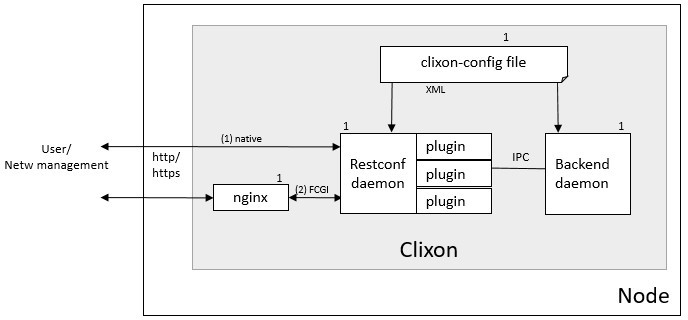 1
clixon-config file
XML
User/
Netw management
http/
https
(1) native
1
nginx
(2) FCGI
1
Restconf
daemon
plugin
plugin
plugin
IPC
1
Backend
daemon
Clixon
Node